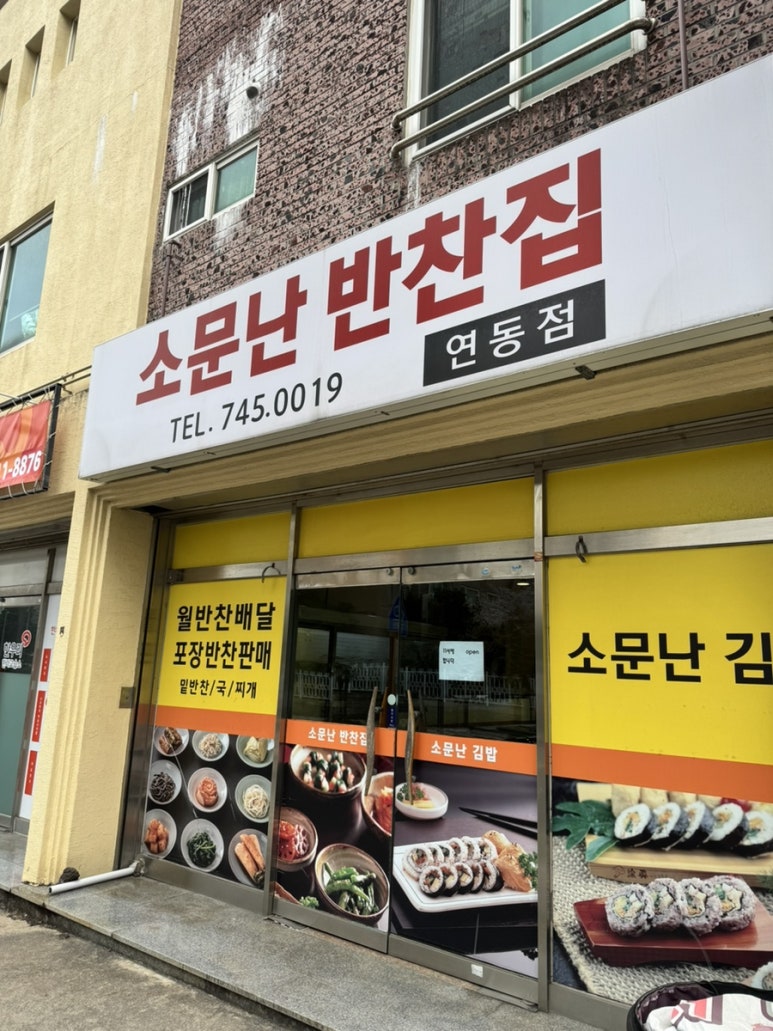 소문난 반찬집
연동점
TEL. 745.0019
1-8876
월반찬배달
포장반찬판매
밑반찬/국/찌개
소문난 반찬집
소문난 김밥
소문난 김
open